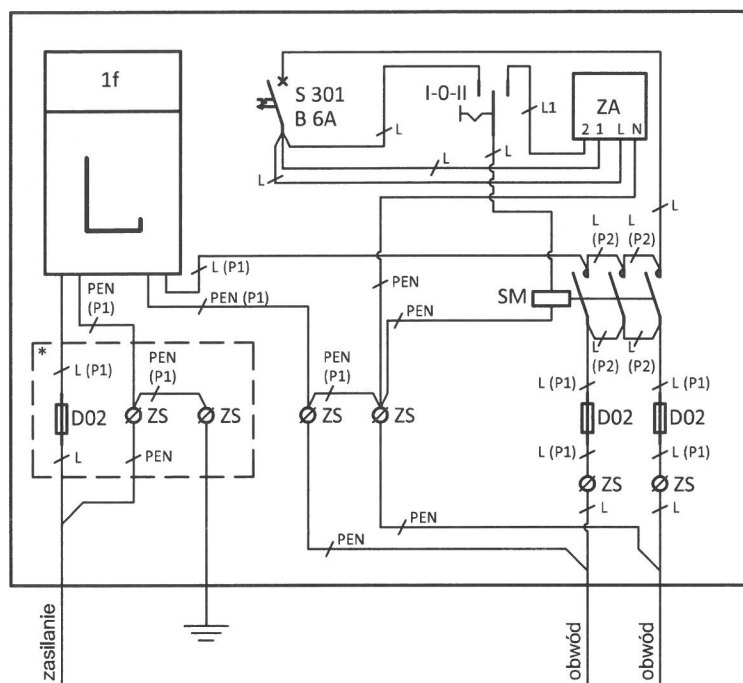 1f
S 301
B 6A
I-0-II
L1
ZA
2 1 L N
L
L
L
L
L
L (P1)
L
(P2)
L
(P2)
PEN
(P1)
PEN (P1)
PEN
PEN
SM
*
L (P1)
PEN
(P1)
PEN
(P1)
L
(P2)
L
(P2)
L (P1)
L (P1)
D02
ZS
ZS
ZS
ZS
D02
D02
L
PEN
L (P1)
L (P1)
ZS
ZS
L
L
PEN
PEN
zasilanie
obwód
obwód